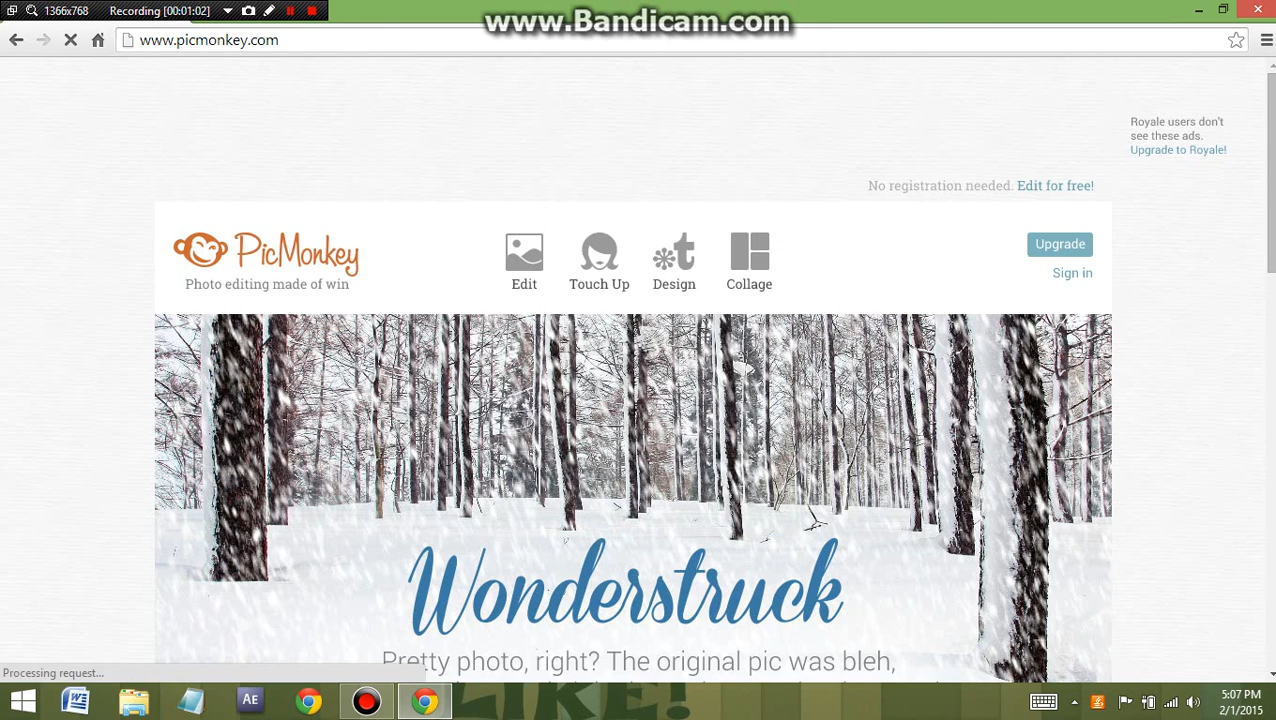 1366x768 Recording [00:01:02]
www.Bandicam.com
www.picmonkey.com
Royale users don't
see these ads.
Upgrade to Royale!
No registration needed. Edit for free!
PicMonkey
Photo editing made of win
Edit
Touch Up
Design
Collage
Upgrade
Sign in
Wonderstruck
Pretty photo, right? The original pic was bleh,
Processing request...
LIKE!
AE
5:07 PM
2/1/2015